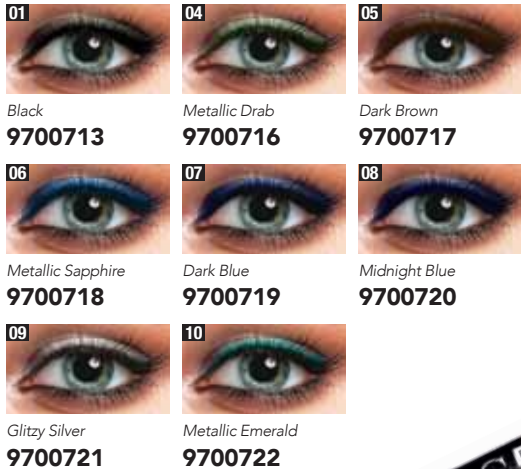 01 04 05
Black Metallic Drab Dark Brown
9700713 9700716 9700717
06 07 08
Metallic Sapphire Dark Blue Midnight Blue
9700718 9700719 9700720
09 10
Glitzy Silver Metallic Emerald
9700721 9700722